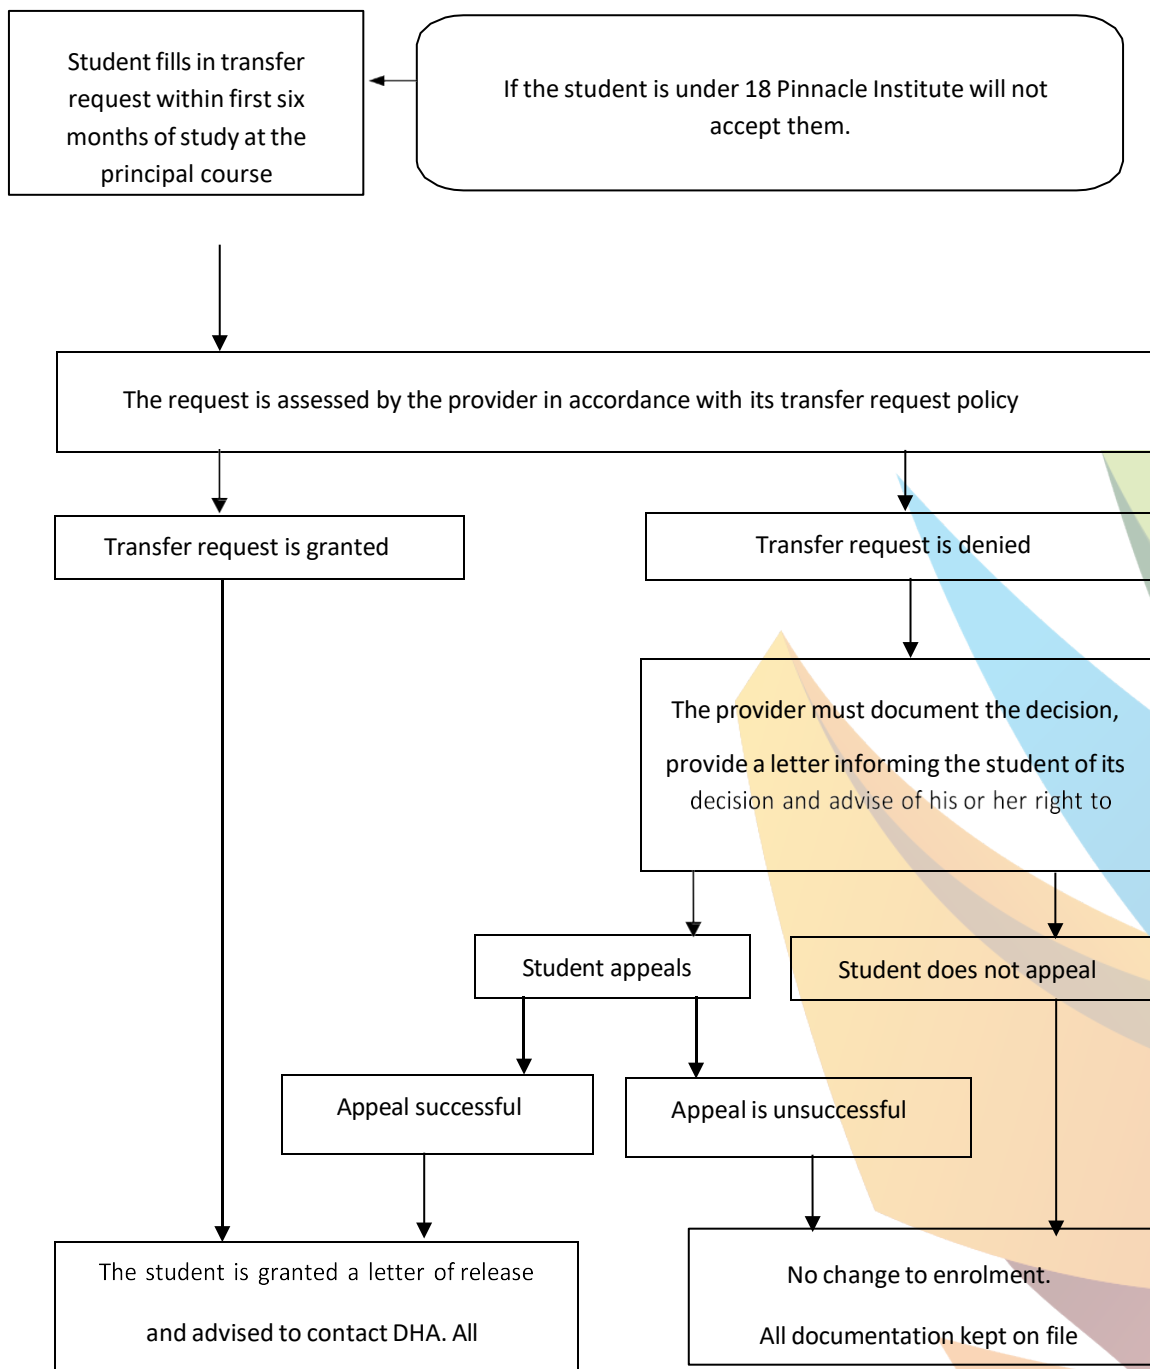 Student fills in transfer
request within first six
months of study at the
principal course
If the student is under 18 Pinnacle Institute will not
accept them.
The request is assessed by the provider in accordance with its transfer request policy
Transfer request is granted
Transfer request is denied
The provider must document the decision,
provide a letter informing the student of its
decision and advise of his or her right to
Student appeals
Student does not appeal
Appeal successful
Appeal is unsuccessful
The student is granted a letter of release
and advised to contact DHA. All
No change to enrolment.
All documentation kept on file